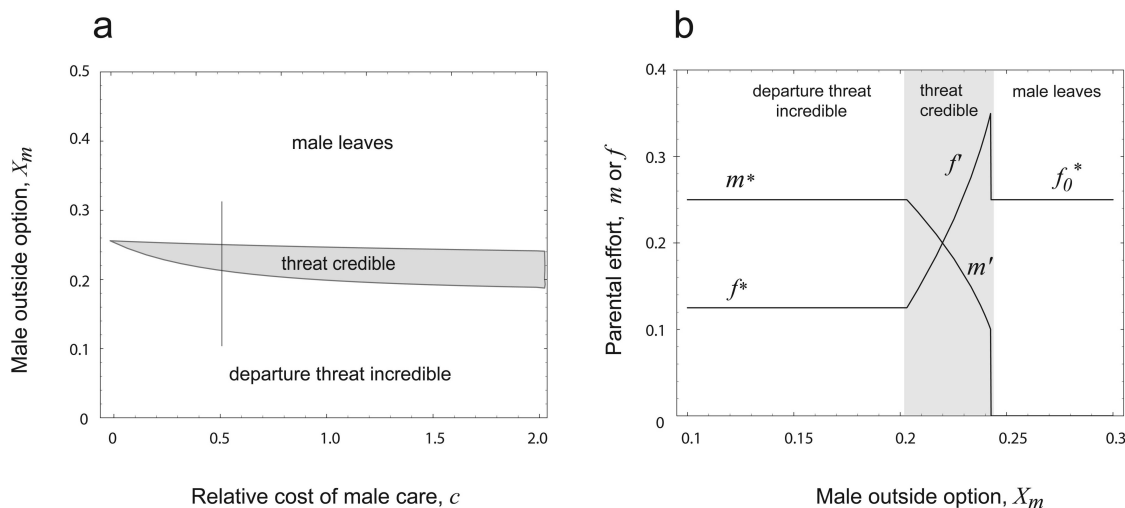 a
0.5
0.4
0.3
0.2
0.1
0
Male outside option, Xm
male leaves
threat credible
departure threat incredible
0
0.5
1.0
1.5
2.0
Relative cost of male care, c
b
0.4
0.3
0.2
0.1
0
Parental effort, m or f
departure threat
incredible
threat
credible
male leaves
m*
f*
f'
m'
f0*
0.1
0.15
0.2
0.25
0.3
Male outside option, Xm